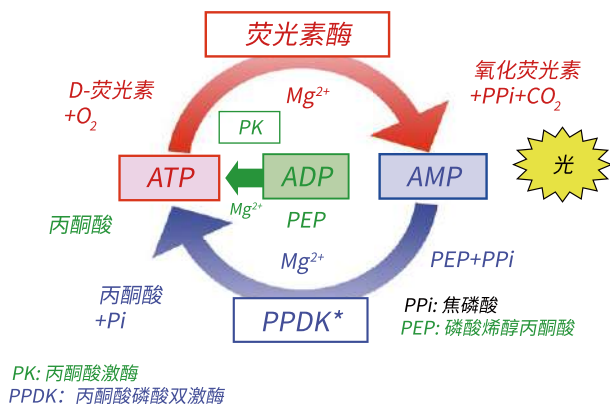 荧光素酶
D-荧光素
+O2
Mg2+
氧化荧光素
+PPi+CO2
PK
光
ATP
ADP
AMP
Mg2+
丙酮酸
PEP
Mg2+
PEP+PPi
丙酮酸
+Pi
PPDK*
PPi: 焦磷酸
PEP: 磷酸烯醇丙酮酸
PK: 丙酮酸激酶
PPDK：丙酮酸磷酸双激酶